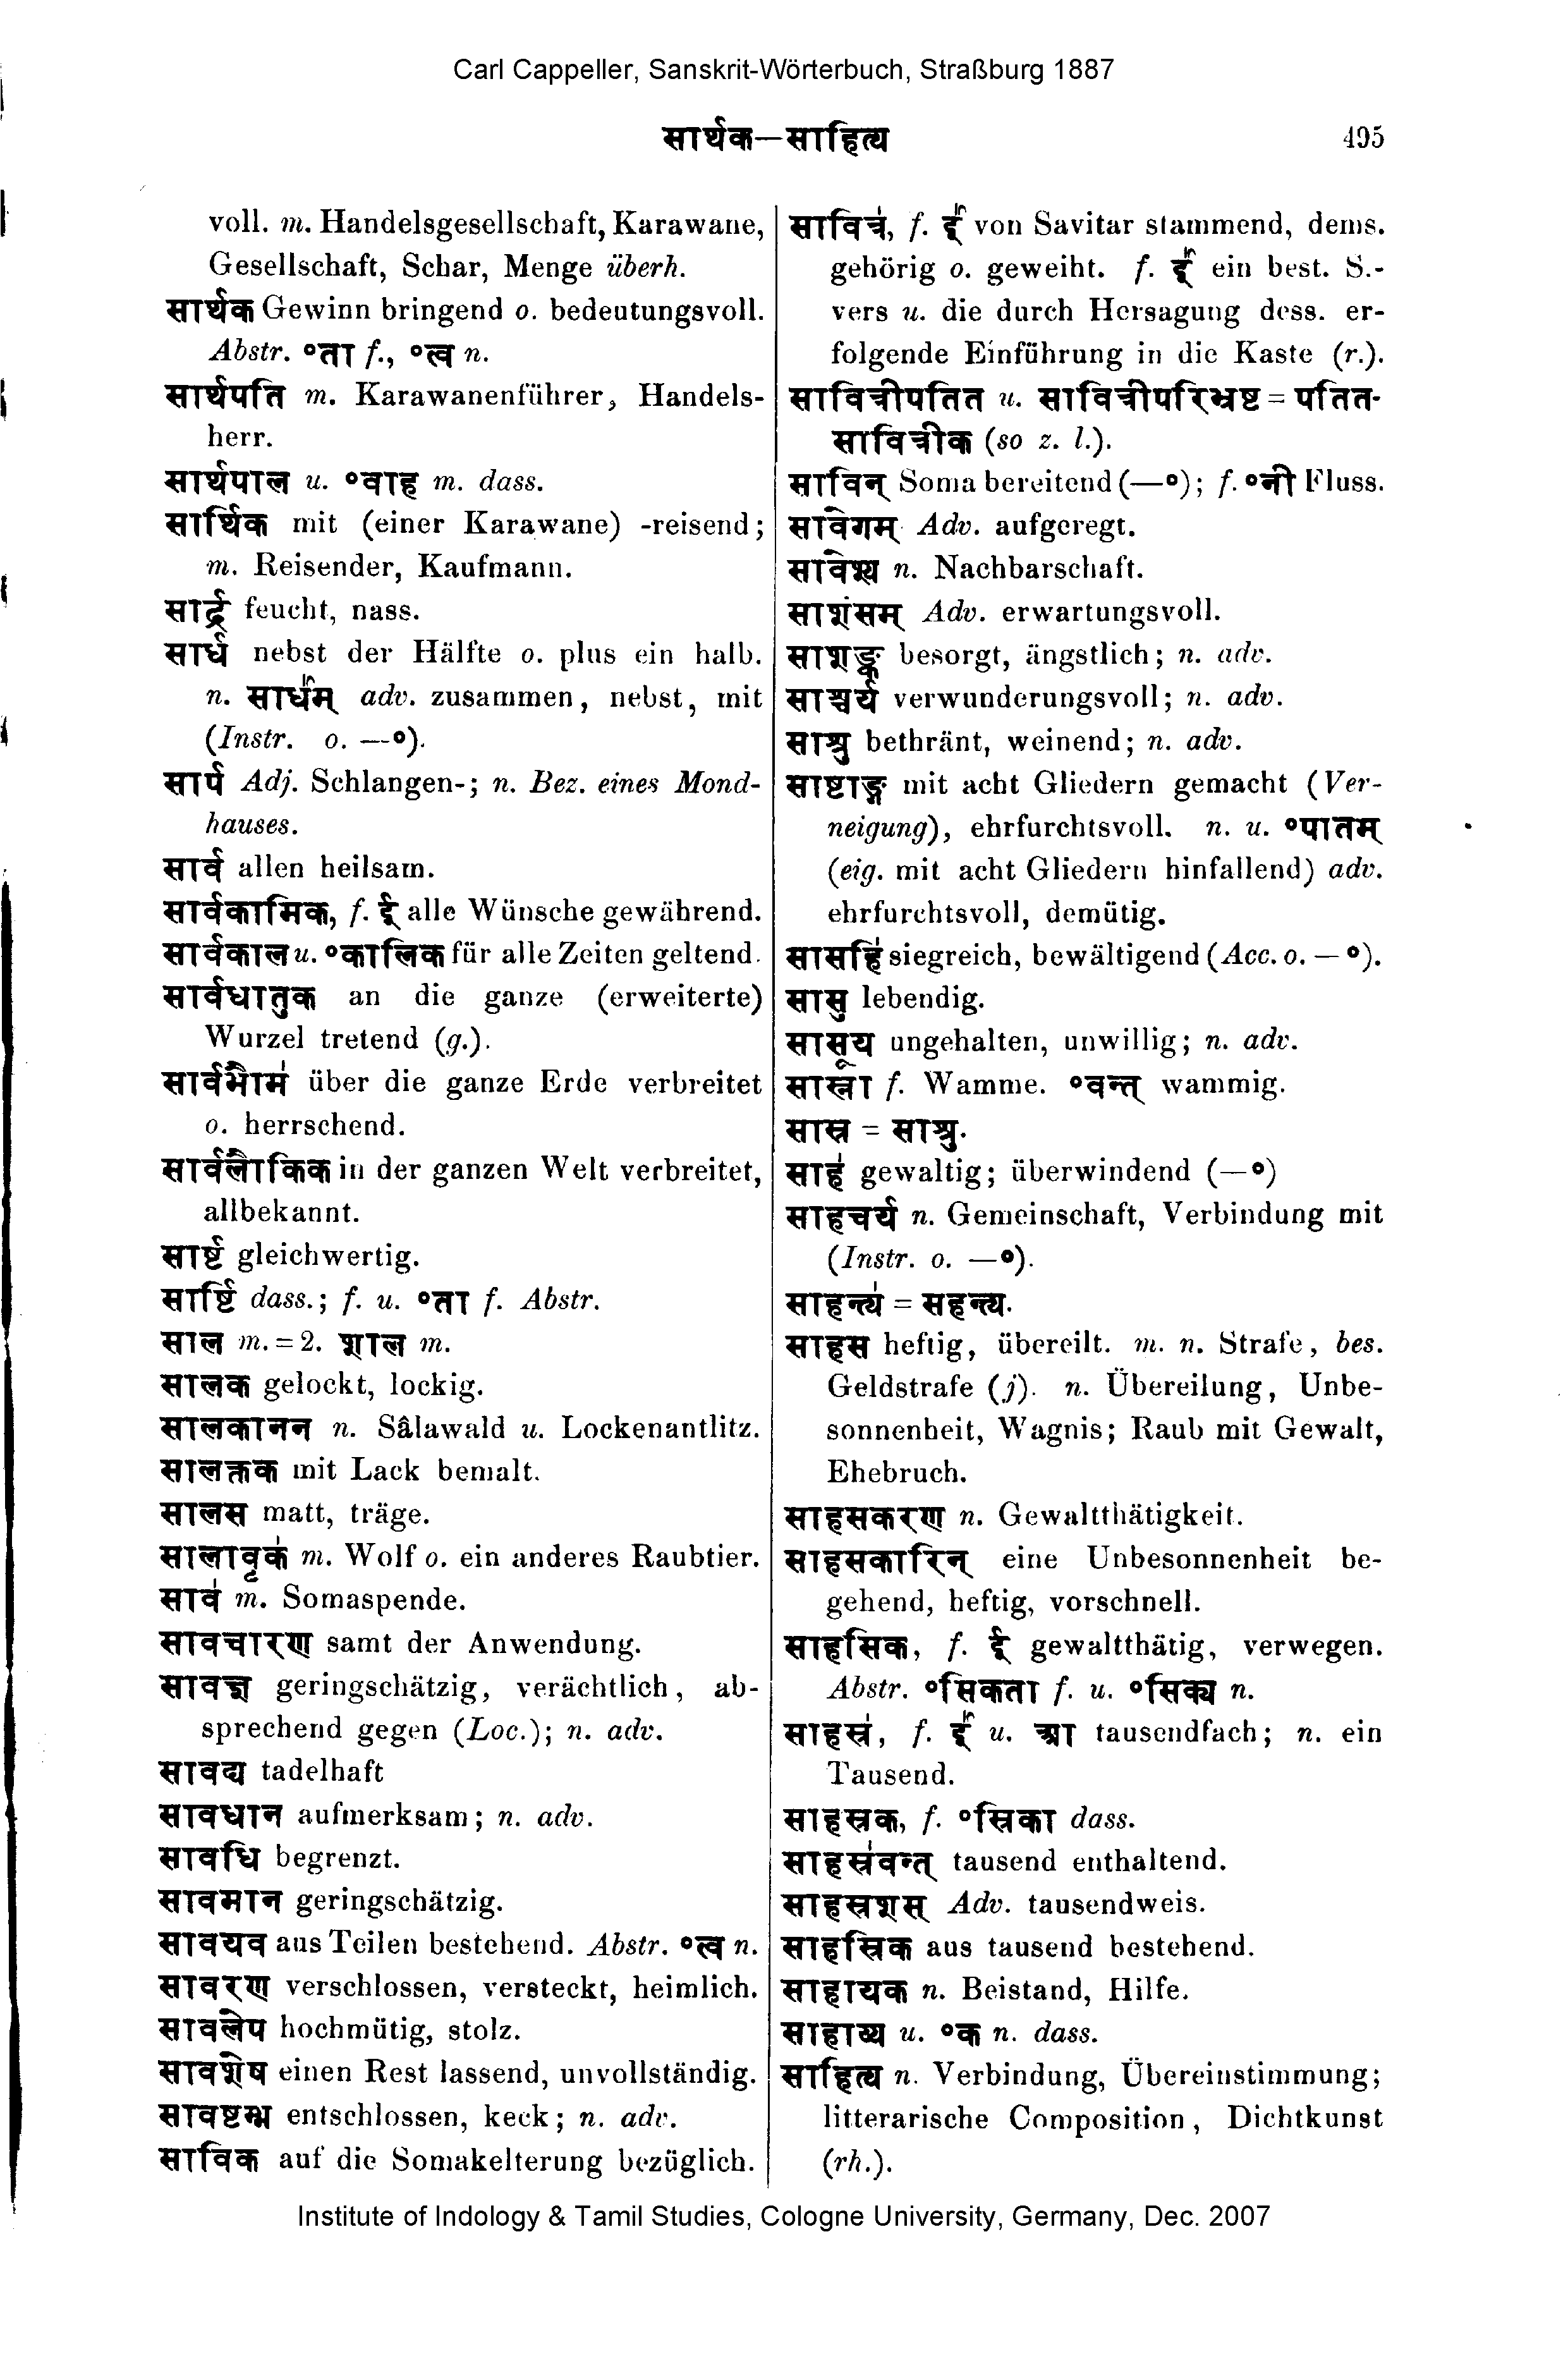 Carl Cappeller, Sanskrit-Wörterbuch, Straßburg 1887
सार्थक—साहित्य 495
voll. m. Handelsgesellschaft, Karawane,
Gesellschaft, Schar, Menge überh.
सार्थक Gewinn bringend o. bedeutungsvoll.
Abstr. °ता f., °त्व n.
सार्थपति m. Karawanenführer, Handels-
herr.
सार्थपाल u. °वाह m. dass.
सार्थिक mit (einer Karawane) -reisend;
m. Reisender, Kaufmann.
सार्द्र feucht, nass.
सार्ध nebst der Hälfte o. plus ein halb.
n. सार्धम् adv. zusammen, nebst, mit
(Instr. o. —°).
सार्प Adj. Schlangen-; n. Bez. eines Mond-
hauses.
सार्व allen heilsam.
सार्वकामिक, f. ई alle Wünsche gewährend.
सार्वकाल u. °कालिक für alle Zeiten geltend.
सार्वधातुक an die ganze (erweiterte)
Wurzel tretend (g.).
सार्वभौम॑ über die ganze Erde verbreitet
o. herrschend.
सार्वलौकिक in der ganzen Welt verbreitet,
allbekannt.
सार्ष्ट gleichwertig.
सार्ष्टि dass.; f. u. °ता f. Abstr.
साल m. = 2. शाल m.
सालक gelockt, lockig.
सालकानन n. Sâlawald u. Lockenantlitz.
सालक्तक mit Lack bemalt.
सालस matt, träge.
सालावृक॑ m. Wolf o. ein anderes Raubtier.
साव॑ m. Somaspende.
सावचारण samt der Anwendung.
सावज्ञ geringschätzig, verächtlich, ab-
sprechend gegen (Loc.); n. adv.
सावद्य tadelhaft
सावधान aufmerksam; n. adv.
सावधि begrenzt.
सावमान geringschätzig.
सावयव aus Teilen bestehend. Abstr. °त्व n.
सावरण verschlossen, versteckt, heimlich.
सावलेप hochmütig, stolz.
सावशेष einen Rest lassend, unvollständig.
सावष्टम्भ entschlossen, keck; n. adv.
साविक auf die Somakelterung bezüglich.
सावित्र॑, f. ई von Savitar stammend, dems.
gehörig o. geweiht. f. ई ein best. S.-
vers u. die durch Hersagung dess. er-
folgende Einführung in die Kaste (r.).
सावित्रीपतित u. सावित्रीपरिभ्रष्ट = पतित-
सावित्रीक (so z. l.).
साविन् Soma bereitend (—°); f. °नी Fluss.
सावेगम् Adv. aufgeregt.
सावेश्य n. Nachbarschaft.
साशंसम् Adv. erwartungsvoll.
साशङ्क besorgt, ängstlich; n. adv.
साश्चर्य verwunderungsvoll; n. adv.
साश्रु bethränt, weinend; n. adv.
साष्टाङ्ग mit acht Gliedern gemacht (Ver-
neigung), ehrfurchtsvoll. n. u. °पातम्
(eig. mit acht Gliedern hinfallend) adv.
ehrfurchtsvoll, demütig.
सासहि॑ siegreich, bewältigend (Acc. o. —°).
सासु lebendig.
सासूय ungehalten, unwillig; n. adv.
सास्ना f. Wamme. °वन्त् wammig.
सास्र = साश्रु.
साह॑ gewaltig; überwindend (—°)
साहचर्य n. Gemeinschaft, Verbindung mit
(Instr. o. —°).
साहन्त्य॑ = सहन्त्य.
साहस heftig, übereilt. m. n. Strafe, bes.
Geldstrafe (j). n. Übereilung, Unbe-
sonnenheit, Wagnis; Raub mit Gewalt,
Ehebruch.
साहसकरण n. Gewaltthätigkeit.
साहसकारिन् eine Unbesonnenheit be-
gehend, heftig, vorschnell.
साहसिक, f. ई gewaltthätig, verwegen.
Abstr. °सिकता f. u. °सिक्य n.
साहस्र॑, f. ई u. आ tausendfach; n. ein
Tausend.
साहस्रक, f. °स्रिका dass.
साहस्र॑वन्त् tausend enthaltend.
साहस्रशस् Adv. tausendweis.
साहस्रिक aus tausend bestehend.
साहायक n. Beistand, Hilfe.
साहाय्य u. °क n. dass.
साहित्य n. Verbindung, Übereinstimmung;
litterarische Composition, Dichtkunst
(rh.).
Institute of Indology & Tamil Studies, Cologne University, Germany, Dec. 2007